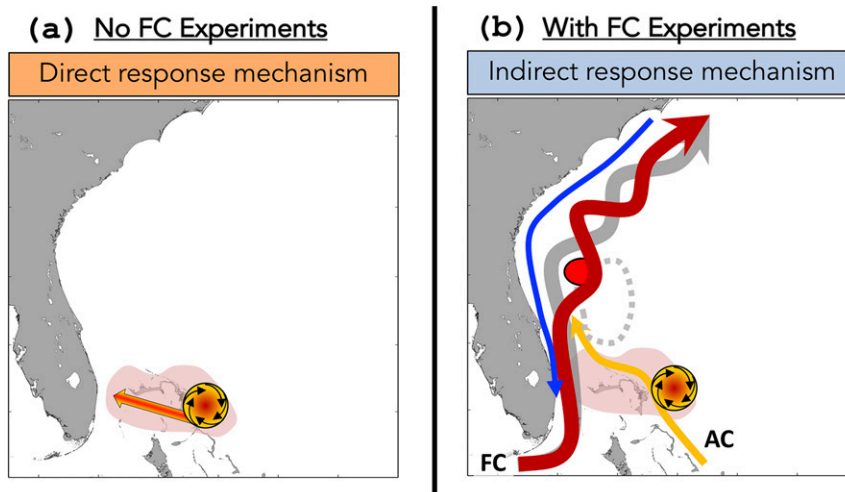 (a) No FC Experiments
Direct response mechanism
(b) With FC Experiments
Indirect response mechanism
FC
AC